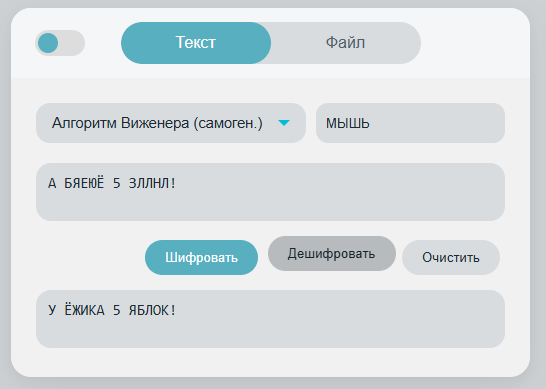 Текст Файл
Алгоритм Виженера (самоген.) МЫШЬ
А БЯЕЮЁ 5 ЗЛЛНЛ!
Шифровать Дешифровать Очистить
У ЁЖИКА 5 ЯБЛОК!